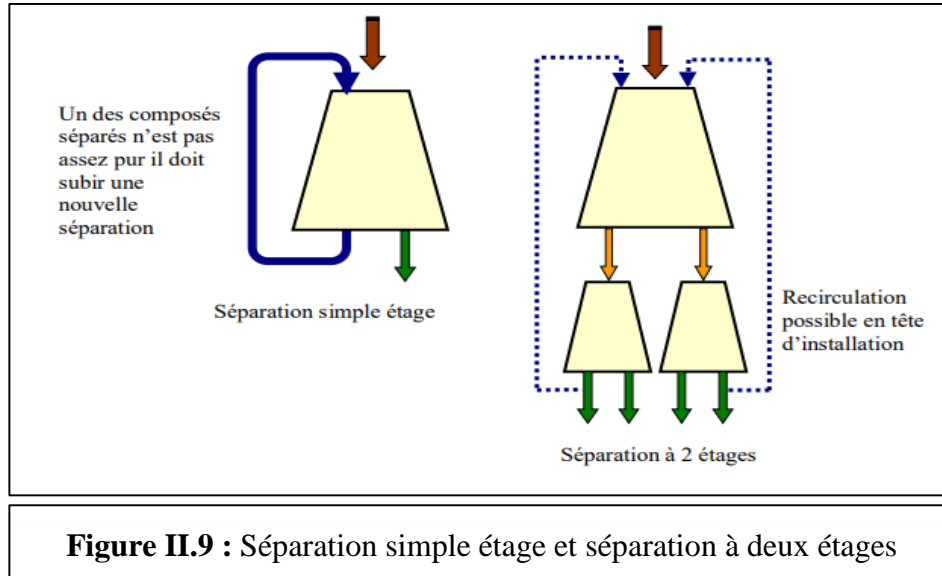 Un des composés
séparés n'est pas
assez pur il doit
subir une
nouvelle
séparation
Séparation simple étage
Recirculation
possible en tête
d'installation
Séparation à 2 étages
Figure II.9 : Séparation simple étage et séparation à deux étages